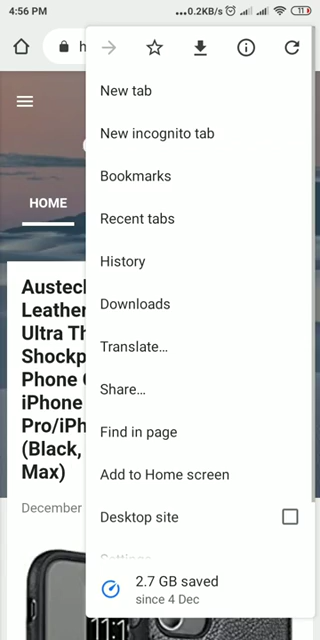 4:56 PM
...0.2KB/s
11
New tab
New incognito tab
Bookmarks
Recent tabs
History
Downloads
Translate...
Share...
Find in page
Add to Home screen
Desktop site
Settings
2.7 GB saved
since 4 Dec
h
HOME
Austec
Leather
Ultra Th
Shockp
Phone
iPhone
Pro/iPh
(Black,
Max)
December